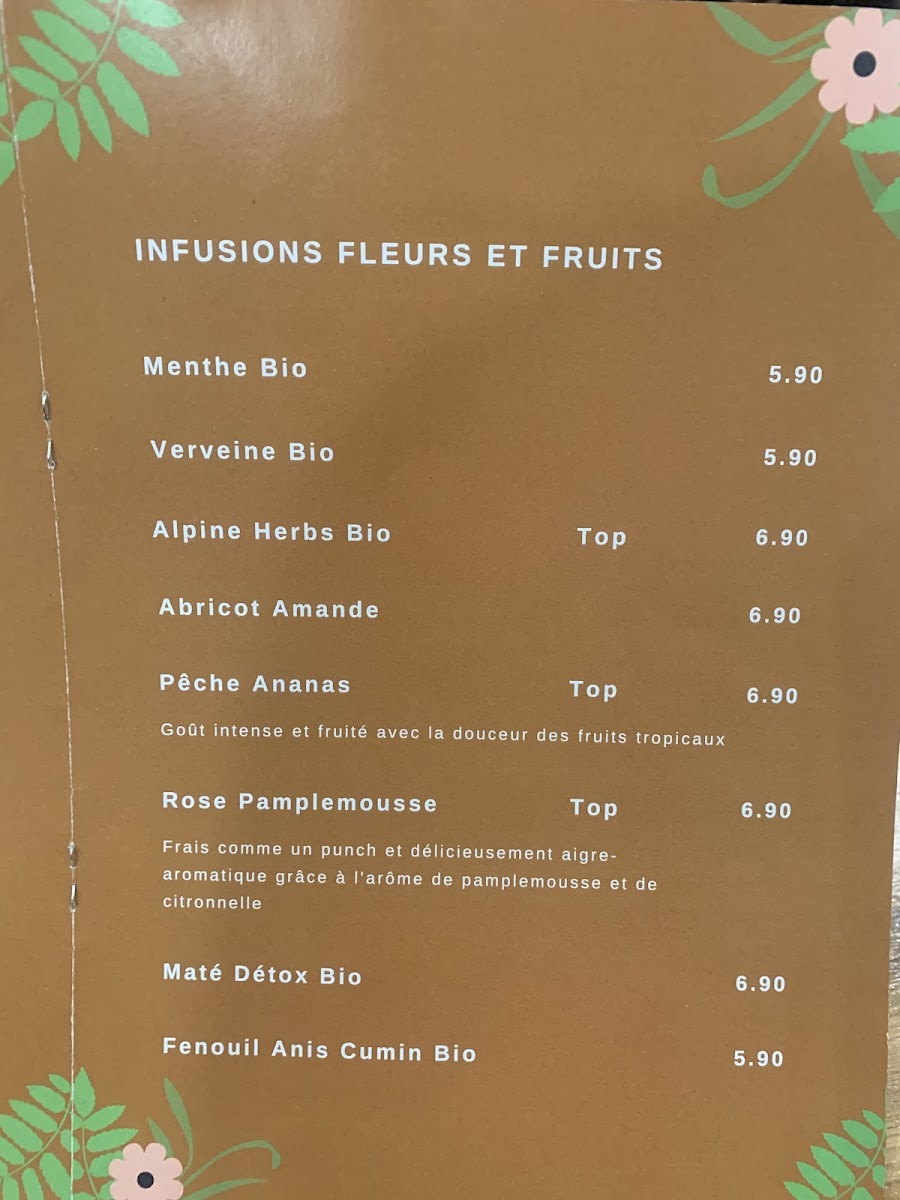 INFUSIONS FLEURS ET FRUITS
Menthe Bio 5.90
Verveine Bio 5.90
Alpine Herbs Bio Top 6.90
Abricot Amande 6.90
Pêche Ananas Top 6.90
Goût intense et fruité avec la douceur des fruits tropicaux
Rose Pamplemousse Top 6.90
Frais comme un punch et délicieusement aigre-
aromatique grâce à l'arôme de pamplemousse et de
citronnelle
Maté Détox Bio 6.90
Fenouil Anis Cumin Bio 5.90